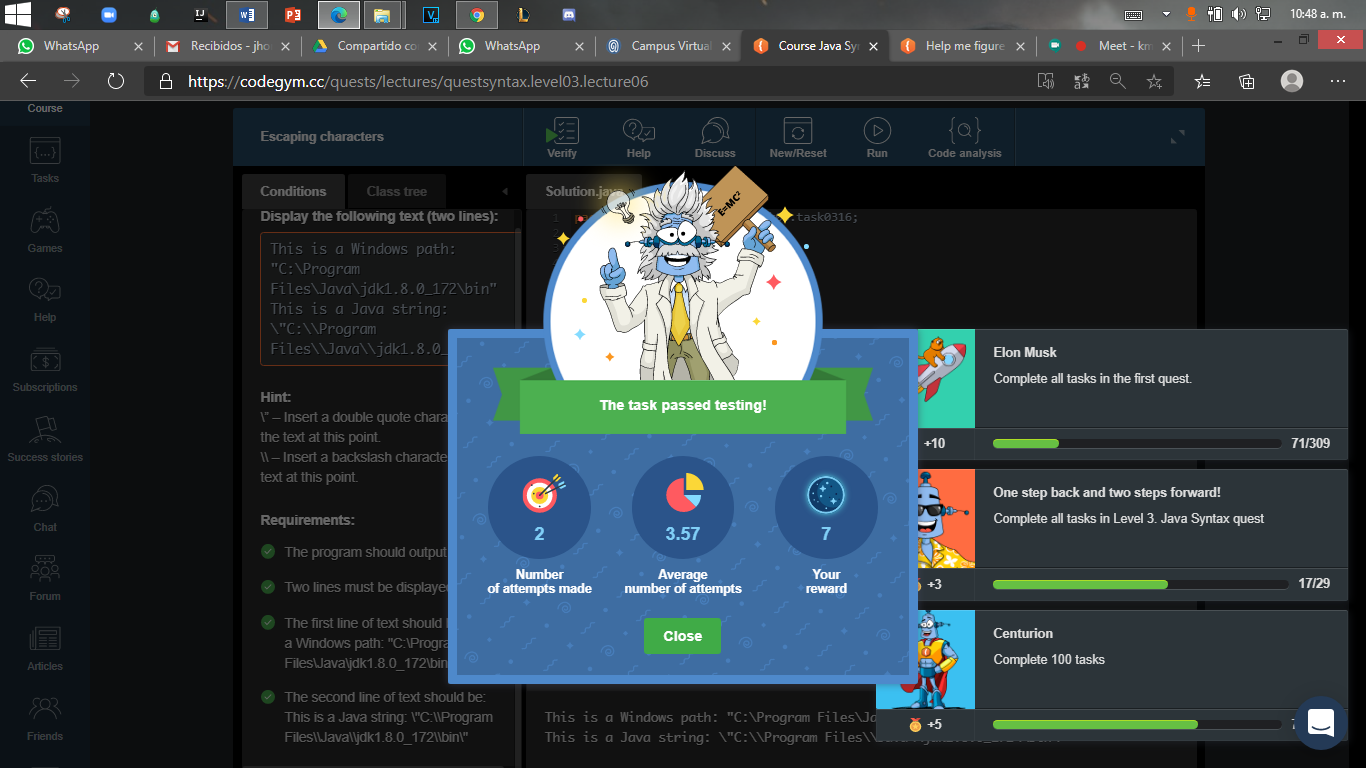 10:48 a. m.
WhatsApp
Recibidos - jho
Compartido co
WhatsApp
Campus Virtual
Course Java Sy
Help me figure
Meet - km
https://codegym.cc/quests/lectures/questsyntax.level03.lecture06
Course
Tasks
Games
Help
Subscriptions
Success stories
Chat
Forum
Articles
Friends
Escaping characters
Verify
Help
Discuss
New/Reset
Run
Code analysis
Conditions
Class tree
Solution.java
Display the following text (two lines):
This is a Windows path:
"C:\Program
Files\Java\jdk1.8.0_172\bin"
This is a Java string:
\"C:\\Program
Files\\Java\\jdk1.8.0_
Hint:
\" – Insert a double quote chara
the text at this point.
\\ – Insert a backslash character
text at this point.
Requirements:
The program should output
Two lines must be displayed
The first line of text should
a Windows path: "C:\Progra
Files\Java\jdk1.8.0_172\bin
The second line of text should be:
This is a Java string: \"C:\\Program
Files\\Java\\jdk1.8.0_172\\bin\"
1
.task0316;
E=MC²
The task passed testing!
2
Number
of attempts made
3.57
Average
number of attempts
7
Your
reward
Close
Elon Musk
Complete all tasks in the first quest.
+10
71/309
One step back and two steps forward!
Complete all tasks in Level 3. Java Syntax quest
+3
17/29
Centurion
Complete 100 tasks
+5
This is a Windows path: "C:\Program Files\Ja
This is a Java string: \"C:\\Program Files\\